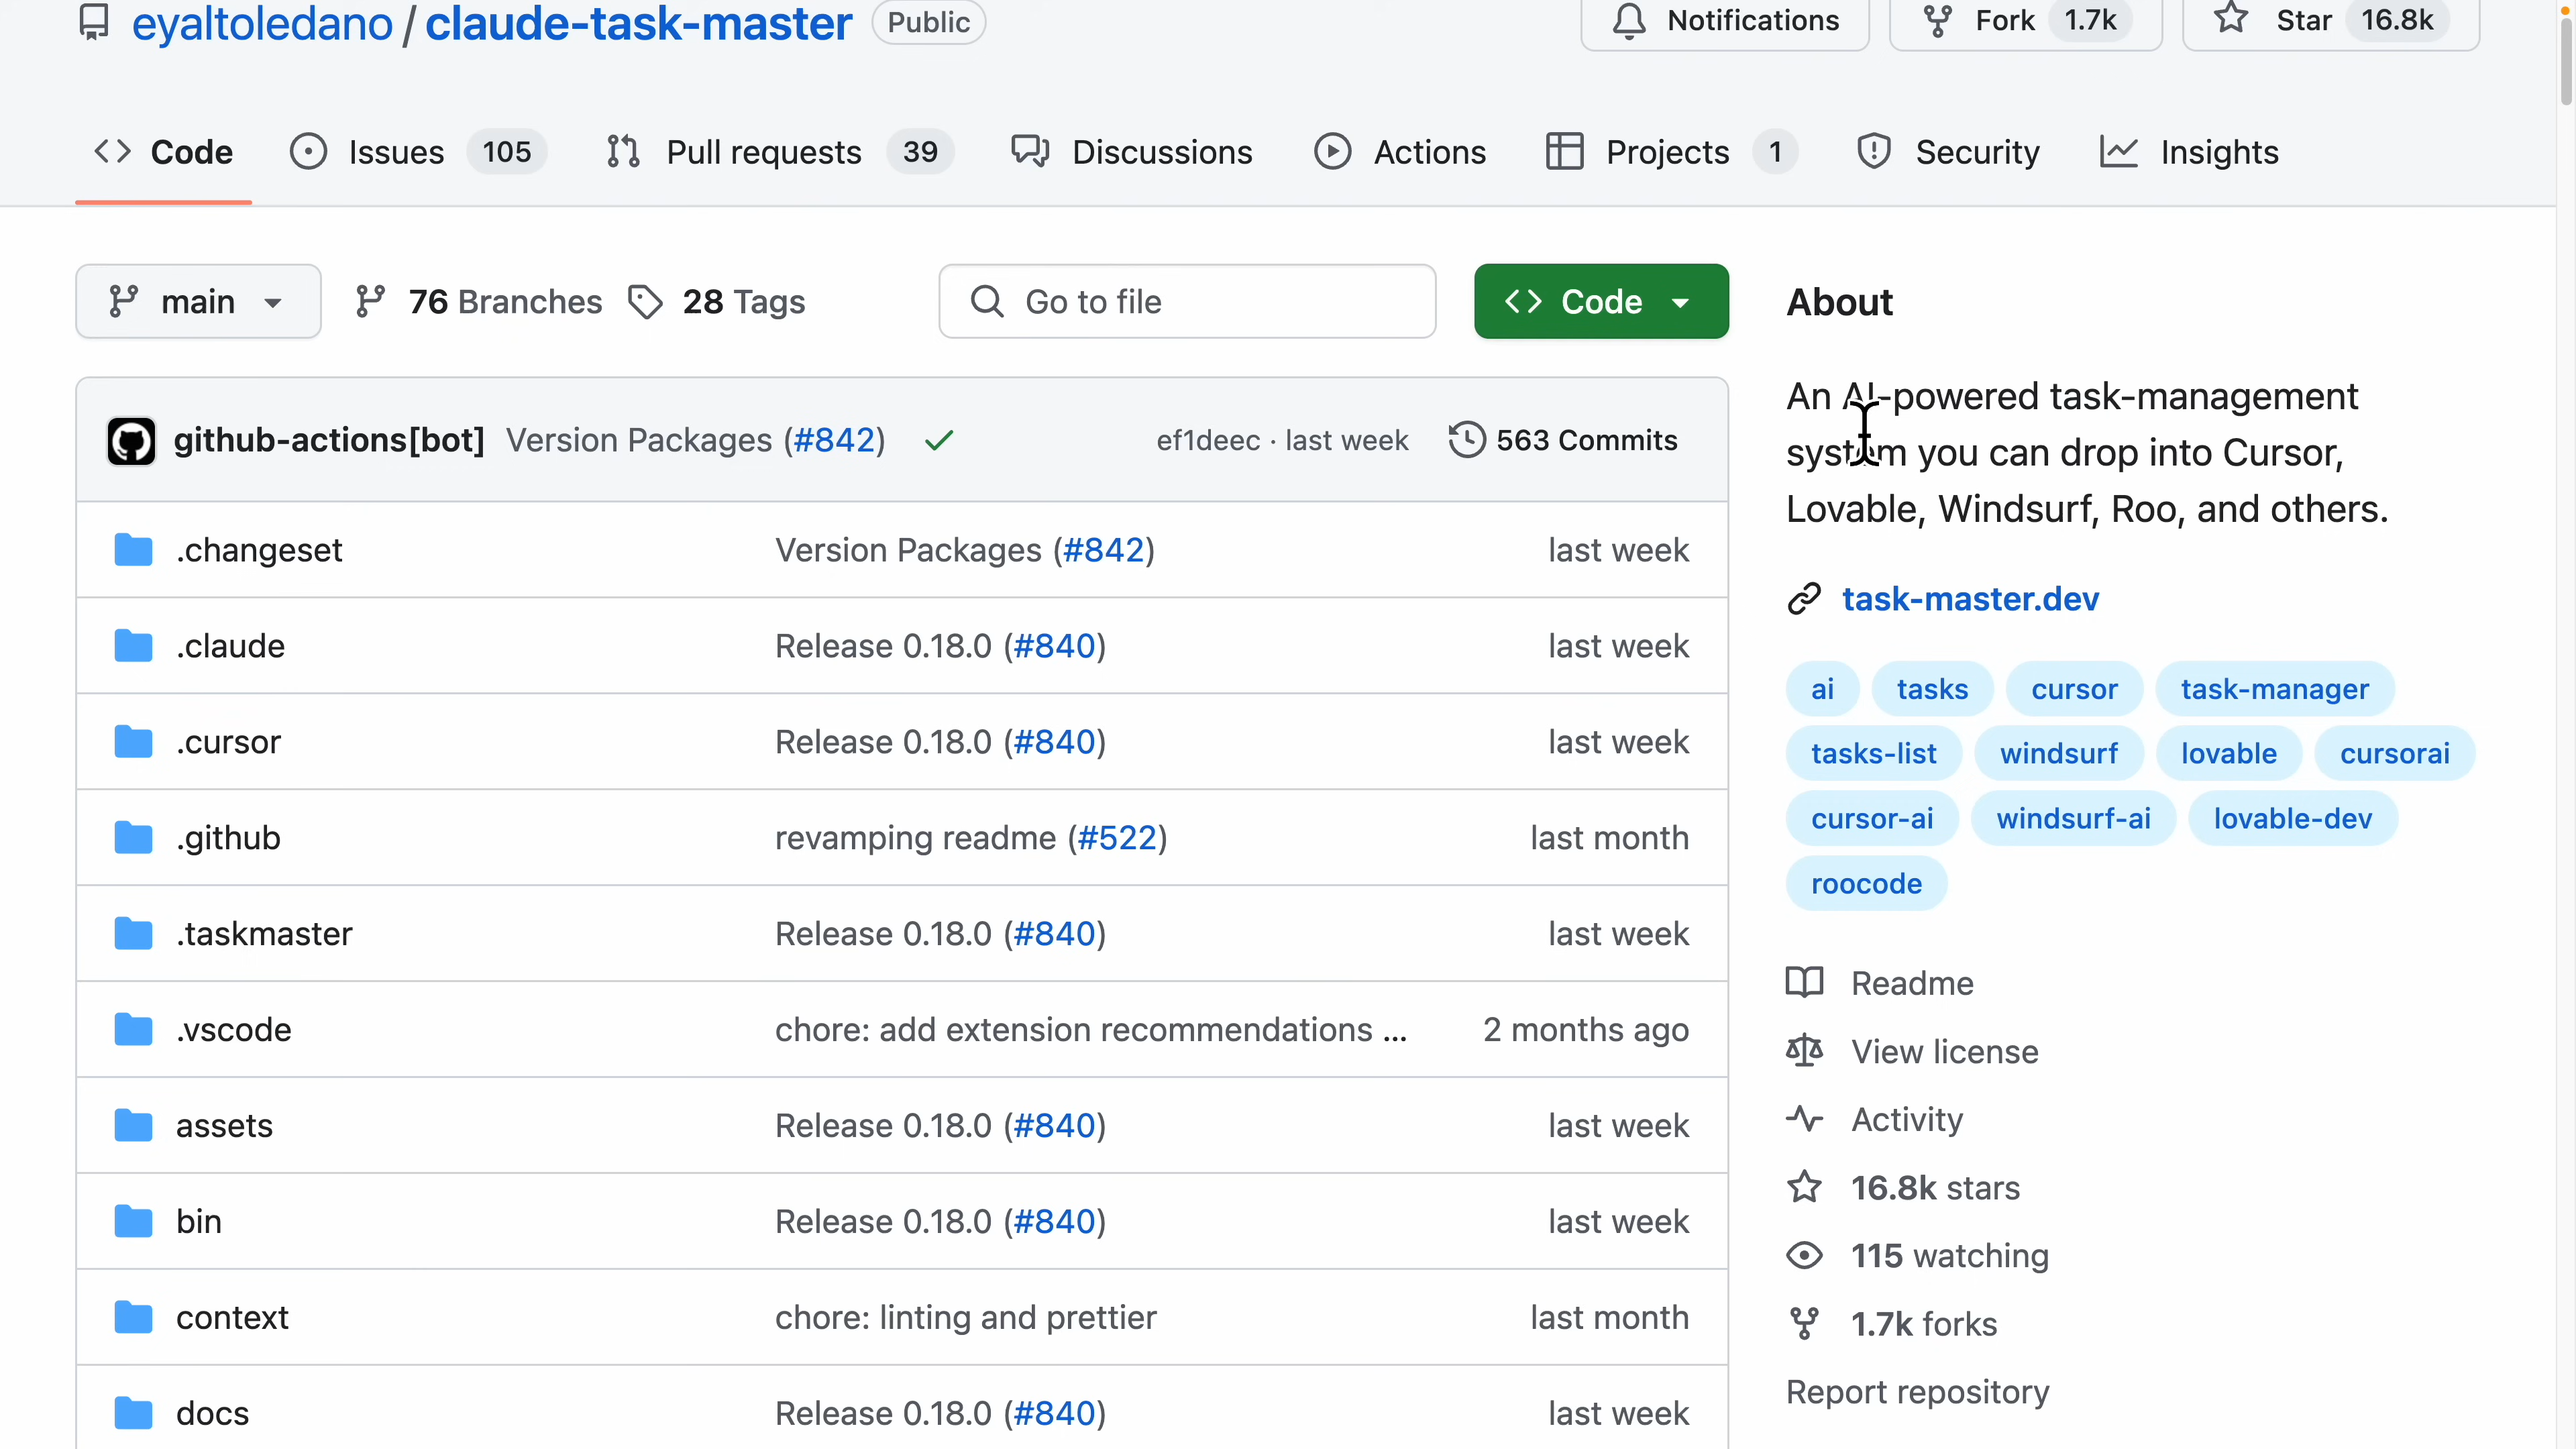 eyaltoledano / claude-task-master Public Notifications Fork 1.7k Star 16.8k
Code Issues 105 Pull requests 39 Discussions Actions Projects 1 Security Insights
main 76 Branches 28 Tags Go to file Code
github-actions[bot] Version Packages (#842) ef1deec · last week 563 Commits
.changeset Version Packages (#842) last week
.claude Release 0.18.0 (#840) last week
.cursor Release 0.18.0 (#840) last week
.github revamping readme (#522) last month
.taskmaster Release 0.18.0 (#840) last week
.vscode chore: add extension recommendations ... 2 months ago
assets Release 0.18.0 (#840) last week
bin Release 0.18.0 (#840) last week
context chore: linting and prettier last month
docs Release 0.18.0 (#840) last week
About
An AI-powered task-management
system you can drop into Cursor,
Lovable, Windsurf, Roo, and others.
task-master.dev
ai tasks cursor task-manager
tasks-list windsurf lovable cursorai
cursor-ai windsurf-ai lovable-dev
roocode
Readme
View license
Activity
16.8k stars
115 watching
1.7k forks
Report repository